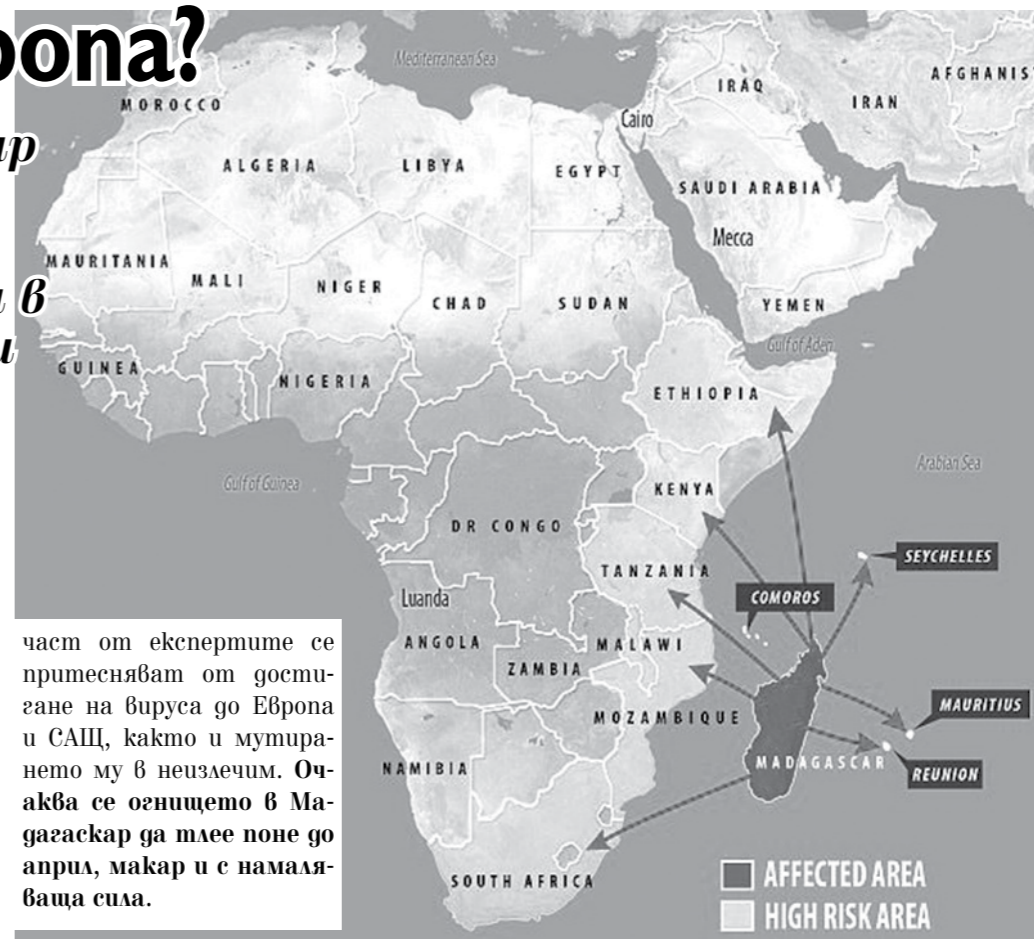 ропа?
ар
в
и
част от експертите се
притесняват от дости-
гане на вируса до Европа
и САЩ, както и мутира-
нето му в неизлечим. Оч-
аква се огнището в Ма-
дагаскар да тлее поне до
април, макар и с намаля-
ваща сила.
Mediterranean Sea
MOROCCO
ALGERIA
LIBYA
EGYPT
Cairo
IRAQ
IRAN
AFGHANIS
SAUDI ARABIA
Mecca
MAURITANIA
MALI
NIGER
CHAD
SUDAN
YEMEN
Gulf of Aden
GUINEA
NIGERIA
ETHIOPIA
Arabian Sea
Gulf of Guinea
KENYA
DR CONGO
SEYCHELLES
TANZANIA
COMOROS
Luanda
ANGOLA
MALAWI
ZAMBIA
MAURITIUS
MOZAMBIQUE
MADAGASCAR
NAMIBIA
REUNION
SOUTH AFRICA
AFFECTED AREA
HIGH RISK AREA